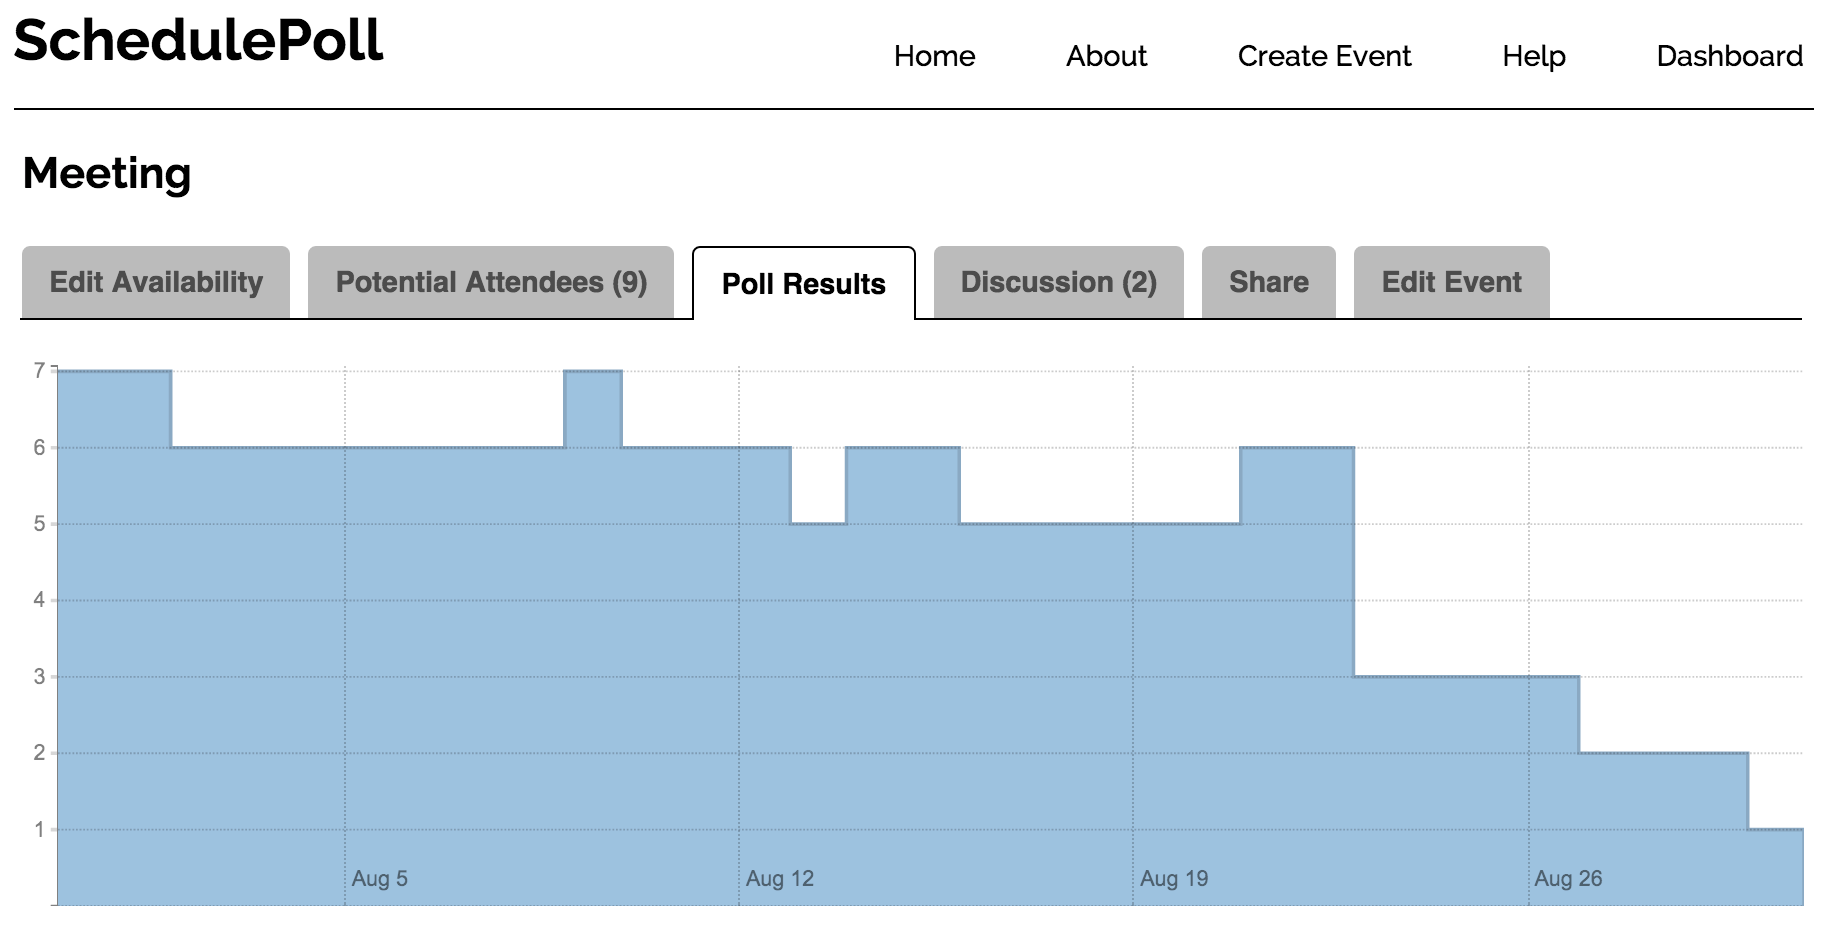 SchedulePoll
Home About Create Event Help Dashboard
Meeting
Edit Availability Potential Attendees (9) Poll Results Discussion (2) Share Edit Event
7
6
5
4
3
2
1
Aug 5 Aug 12 Aug 19 Aug 26